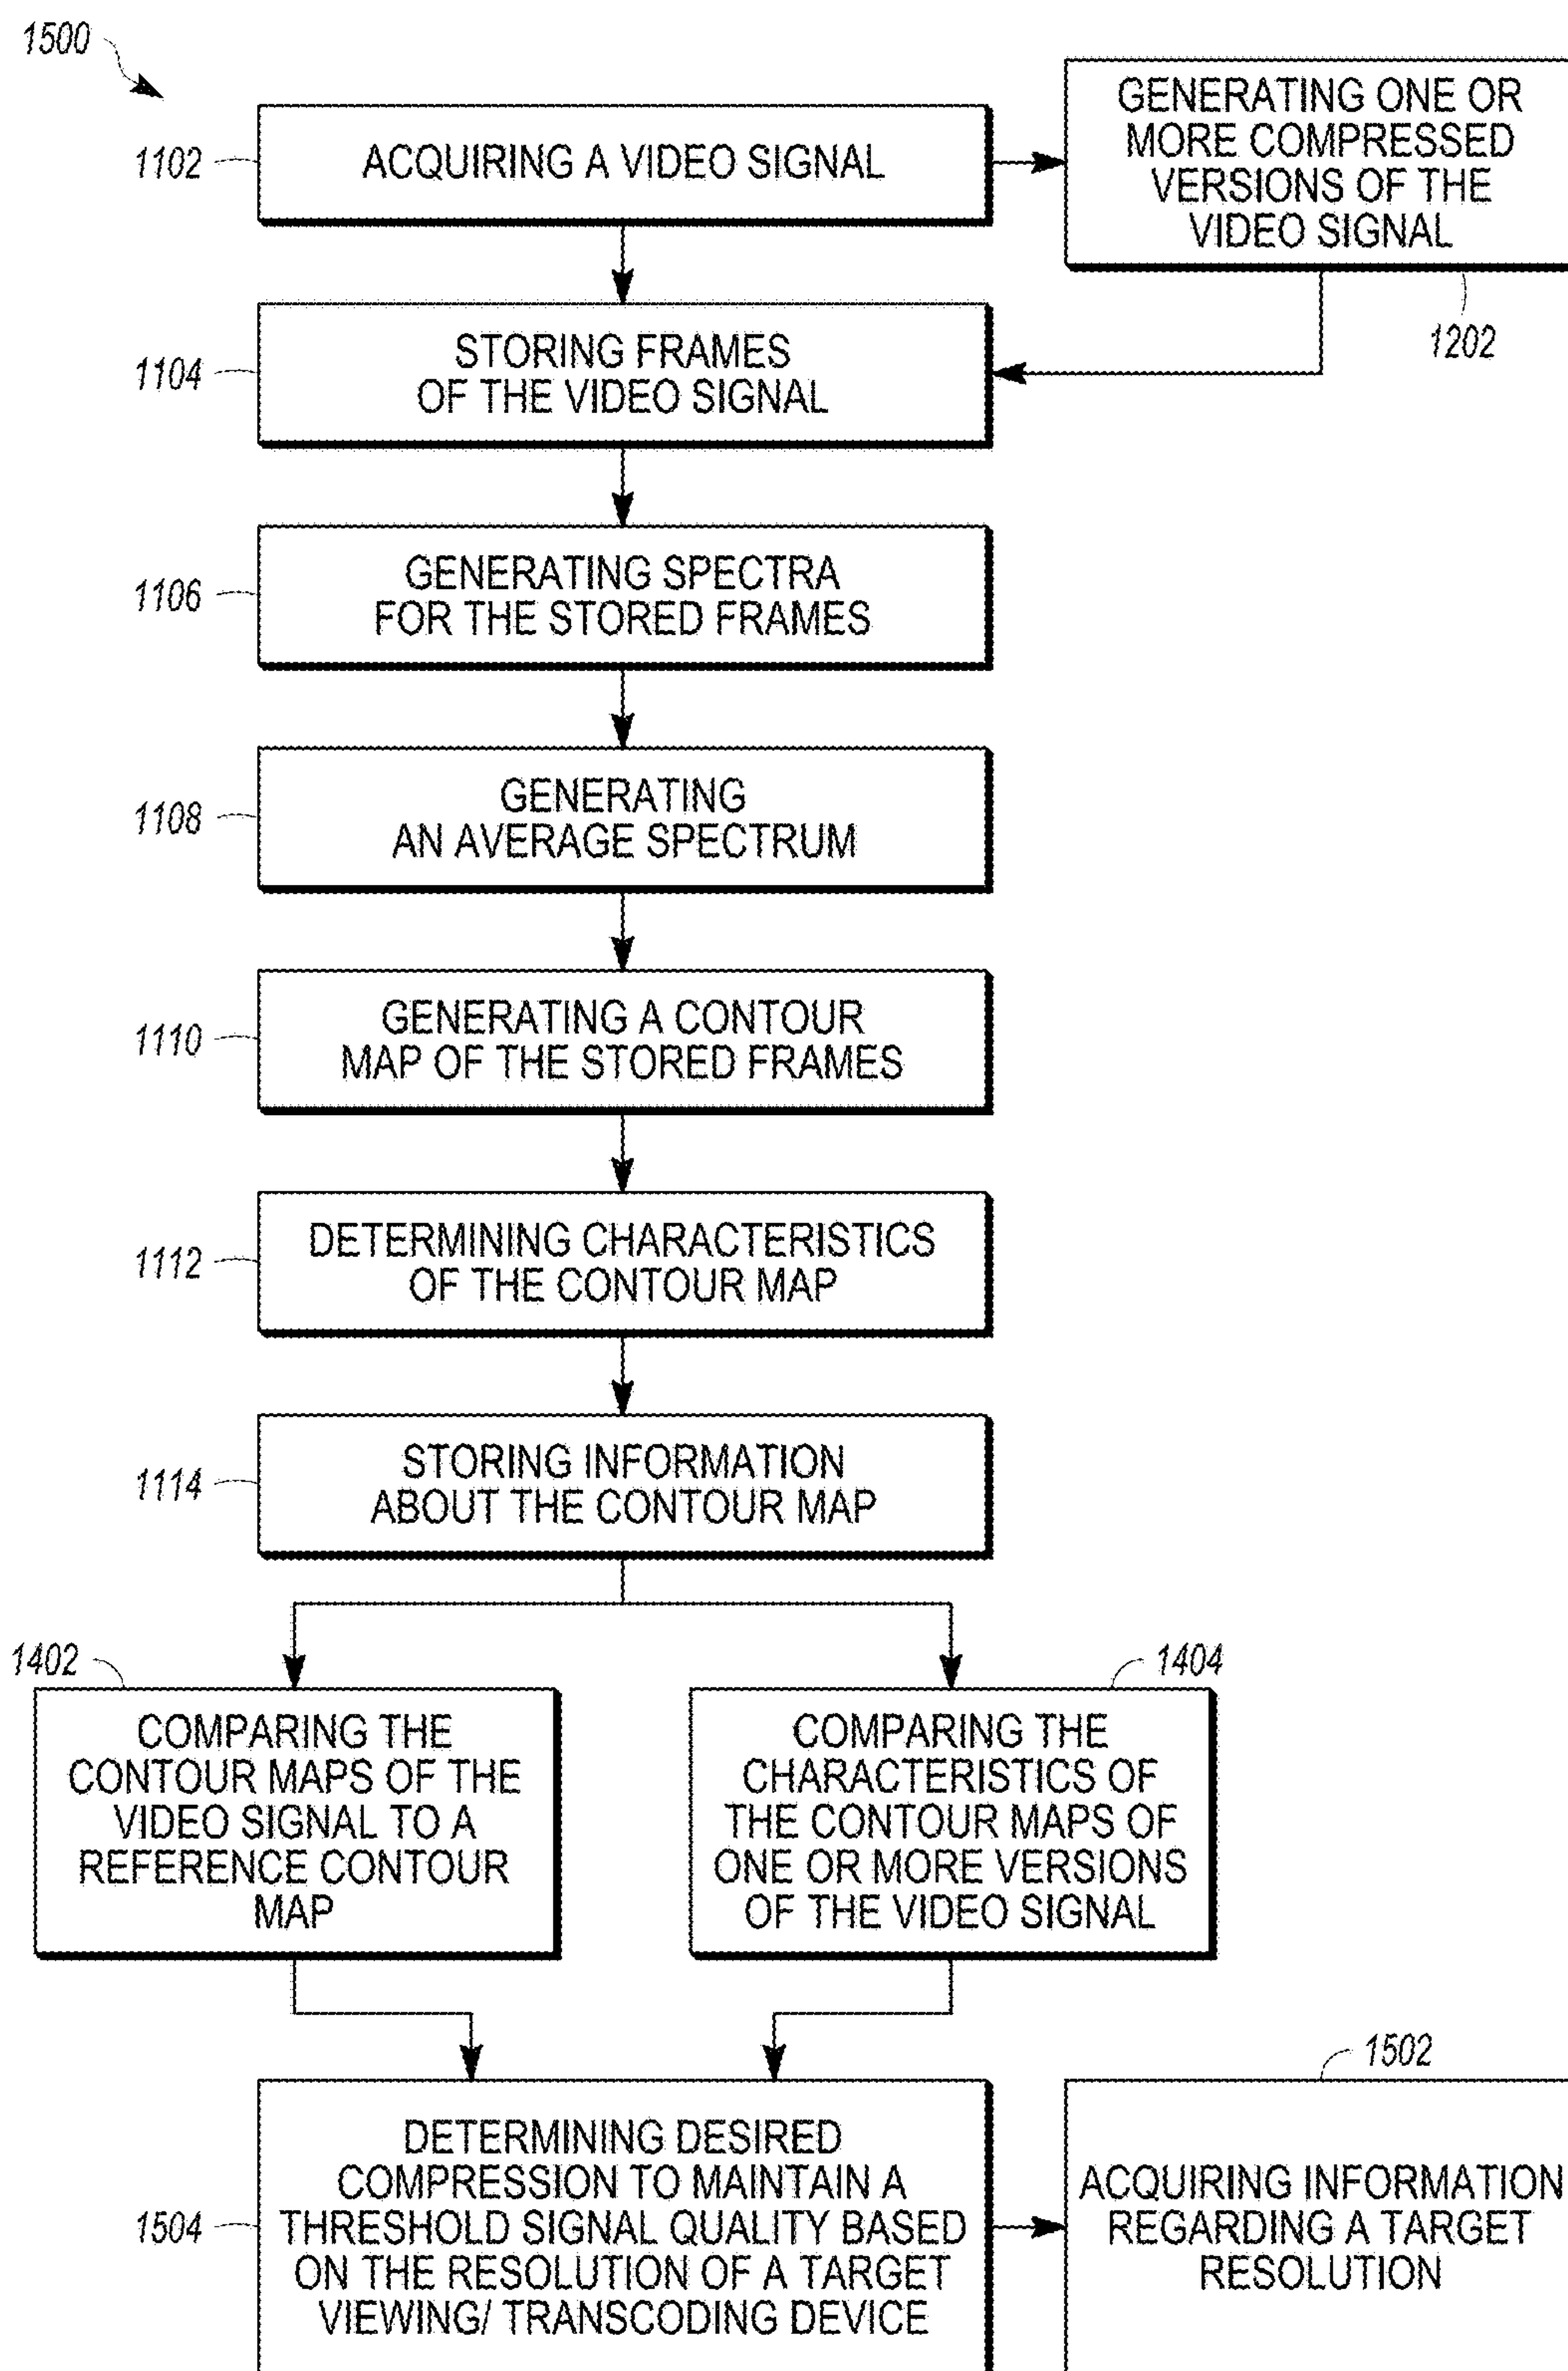 1500
1102
ACQUIRING A VIDEO SIGNAL
GENERATING ONE OR
MORE COMPRESSED
VERSIONS OF THE
VIDEO SIGNAL
1202
1104
STORING FRAMES
OF THE VIDEO SIGNAL
1106
GENERATING SPECTRA
FOR THE STORED FRAMES
1108
GENERATING
AN AVERAGE SPECTRUM
1110
GENERATING A CONTOUR
MAP OF THE STORED FRAMES
1112
DETERMINING CHARACTERISTICS
OF THE CONTOUR MAP
1114
STORING INFORMATION
ABOUT THE CONTOUR MAP
1402
COMPARING THE
CONTOUR MAPS OF THE
VIDEO SIGNAL TO A
REFERENCE CONTOUR
MAP
1404
COMPARING THE
CHARACTERISTICS OF
THE CONTOUR MAPS OF
ONE OR MORE VERSIONS
OF THE VIDEO SIGNAL
1504
DETERMINING DESIRED
COMPRESSION TO MAINTAIN A
THRESHOLD SIGNAL QUALITY BASED
ON THE RESOLUTION OF A TARGET
VIEWING/ TRANSCODING DEVICE
1502
ACQUIRING INFORMATION
REGARDING A TARGET
RESOLUTION